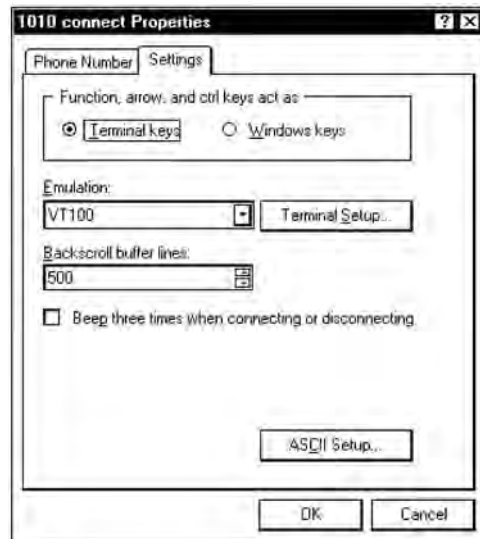 1010 connect Properties
Phone Number Settings
Function, arrow, and ctrl keys act as
Terminal keys Windows keys
Emulation:
VT100 Terminal Setup...
Backscroll buffer lines:
500
Beep three times when connecting or disconnecting
ASCII Setup...
OK Cancel